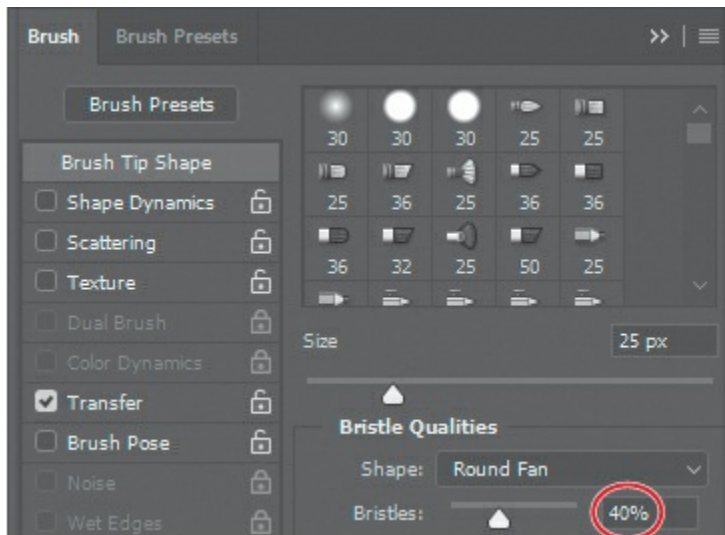 Brush Brush Presets
Brush Presets
Brush Tip Shape
Shape Dynamics
Scattering
Texture
Dual Brush
Color Dynamics
Transfer
Brush Pose
Noise
Wet Edges
30 30 30 25 25
25 36 25 36 36
36 32 25 50 25
Size 25 px
Bristle Qualities
Shape: Round Fan
Bristles: 40%